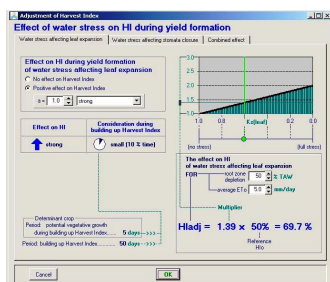 Adjustment of Harvest Index
Effect of water stress on HI during yield formation
Water stress affecting leaf expansion
Water stress affecting stomata closure
Combined effect
Effect on HI during yield formation
of water stress affecting leaf expansion
No effect on Harvest Index
Positive effect on Harvest Index
a = 1.0 strong
Effect on HI
Consideration during
building up Harvest Index
strong
small (10 % time)
Determinant crop
Period: potential vegetative growth
during building up Harvest Index...... 5 days -->>>
Period: building up Harvest Index........ 50 days -->>>
3.0
2.5
2.0
1.5
1.0
1.0 0.8 Ks(leaf) 0.2 0.0
(no stress) (full stress)
The effect on HI
of water stress affecting leaf expansion
FOR
root zone
depletion 50 % TAW
average ETo 5.0 mm/day
Multiplier
HIadj = 1.39 x 50% = 69.7 %
Reference
HIo
Cancel
OK